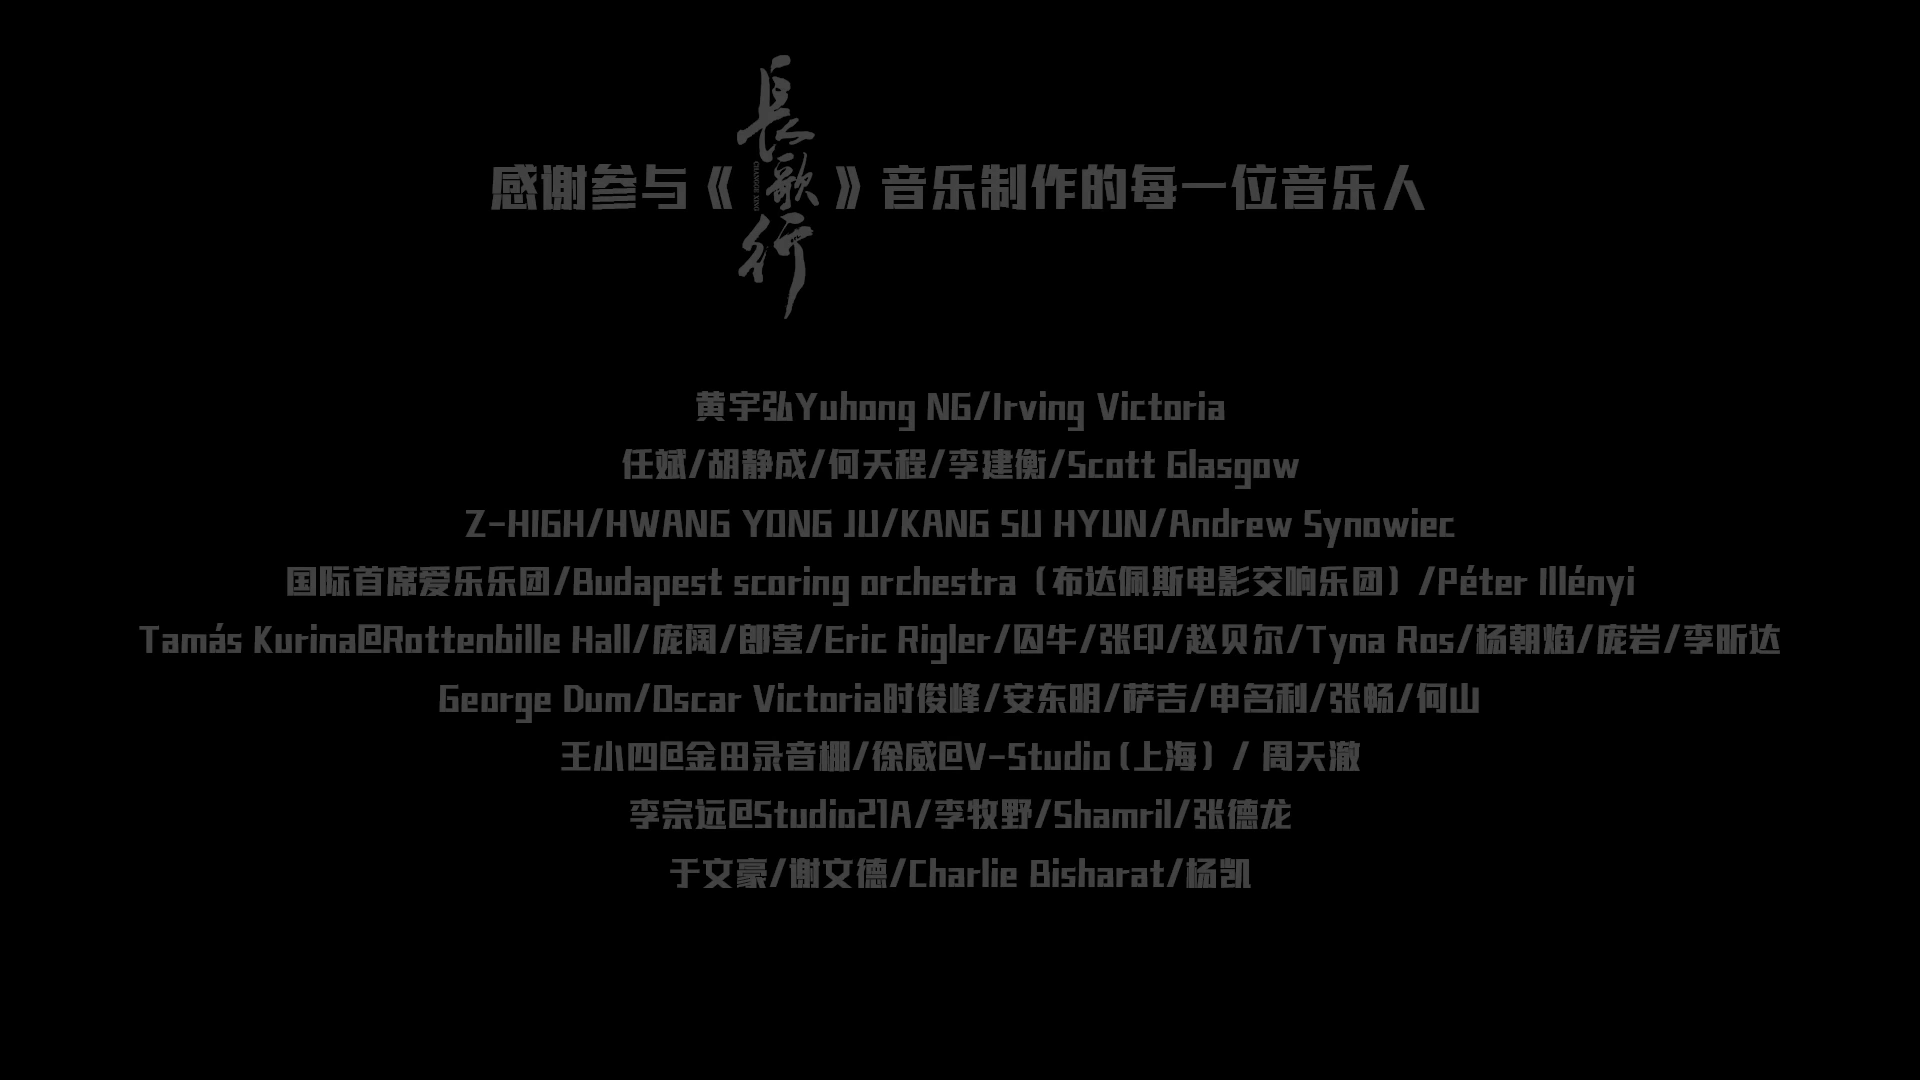 感谢参与《長歌行》音乐制作的每一位音乐人
CHANGGE XING
黄宇弘Yuhong NG/Irving Victoria
任斌/胡静成/何天程/李建衡/Scott Glasgow
Z-HIGH/HWANG YONG JU/KANG SU HYUN/Andrew Synowiec
国际首席爱乐乐团/Budapest scoring orchestra（布达佩斯电影交响乐团）/Péter Illényi
Tamás Kurina@Rottenbille Hall/庞阔/郎莹/Eric Rigler/囚牛/张印/赵贝尔/Tyna Ros/杨朝焰/庞岩/李昕达
George Dum/Oscar Victoria时俊峰/安东明/萨吉/申名利/张畅/何山
王小四@金田录音棚/徐威@V-Studio(上海）/ 周天澈
李宗远@Studio21A/李牧野/Shamril/张德龙
于文豪/谢文德/Charlie Bisharat/杨凯